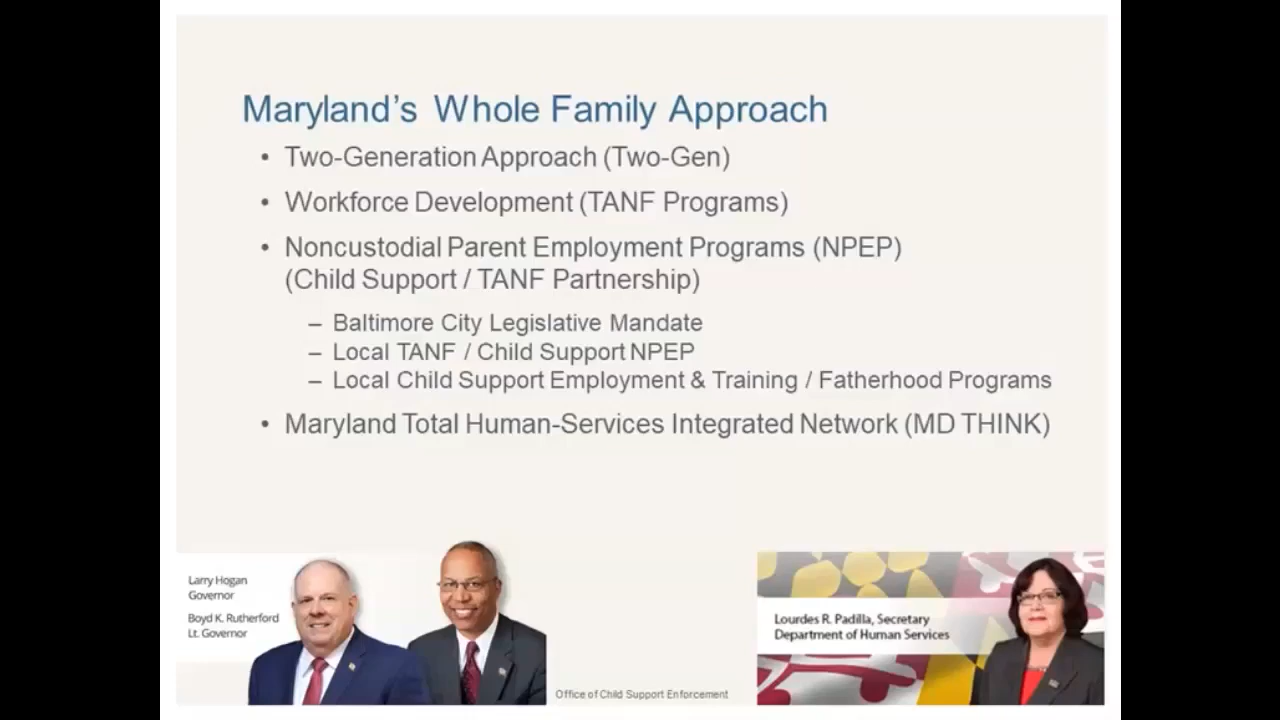 Maryland's Whole Family Approach
• Two-Generation Approach (Two-Gen)
• Workforce Development (TANF Programs)
• Noncustodial Parent Employment Programs (NPEP)
(Child Support / TANF Partnership)
– Baltimore City Legislative Mandate
– Local TANF / Child Support NPEP
– Local Child Support Employment & Training / Fatherhood Programs
• Maryland Total Human-Services Integrated Network (MD THINK)
Larry Hogan
Governor
Boyd K. Rutherford
Lt. Governor
Office of Child Support Enforcement
Lourdes R. Padilla, Secretary
Department of Human Services